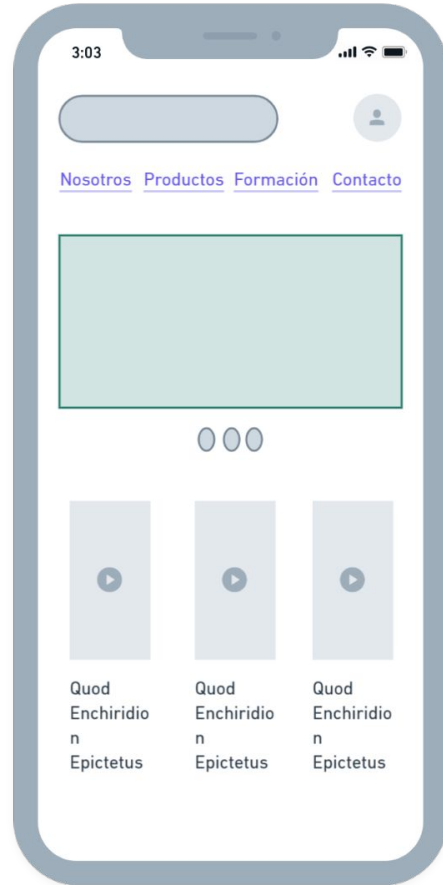 3:03
Nosotros Productos Formación Contacto
Quod
Enchiridio
n
Epictetus
Quod
Enchiridio
n
Epictetus
Quod
Enchiridio
n
Epictetus